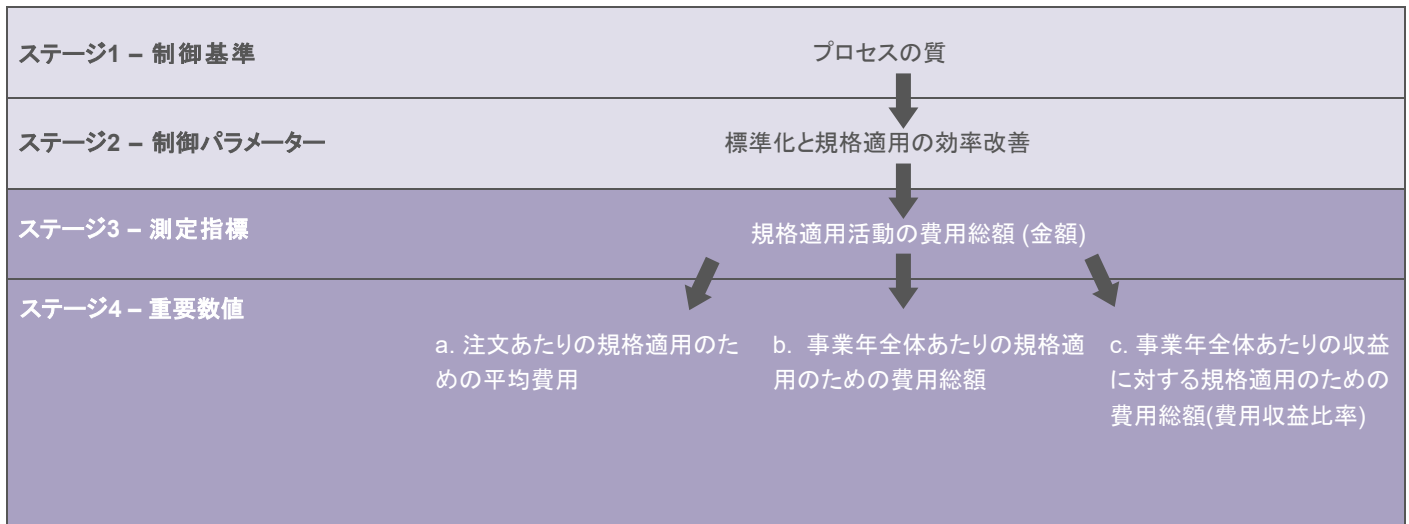 ステージ1 – 制御基準
プロセスの質
ステージ2 – 制御パラメーター
標準化と規格適用の効率改善
ステージ3 – 測定指標
規格適用活動の費用総額 (金額)
ステージ4 – 重要数値
a. 注文あたりの規格適用のた
めの平均費用
b. 事業年全体あたりの規格適
用のための費用総額
c. 事業年全体あたりの収益
に対する規格適用のための
費用総額(費用収益比率)